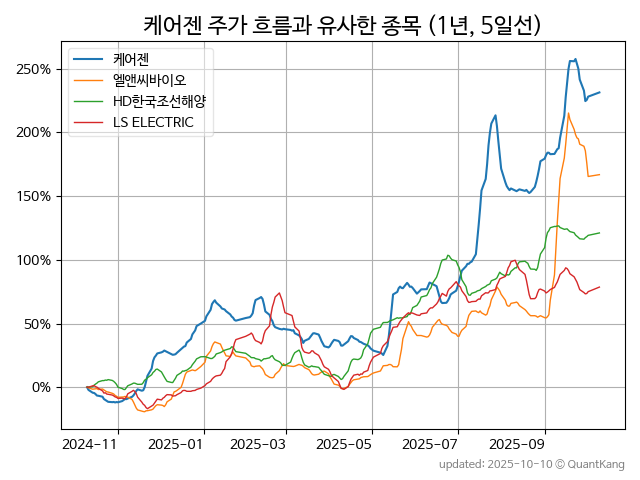 케어젠 주가 흐름과 유사한 종목 (1년, 5일선)
케어젠
엘앤씨바이오
HD한국조선해양
LS ELECTRIC
250%
200%
150%
100%
50%
0%
2024-11
2025-01
2025-03
2025-05
2025-07
2025-09
updated: 2025-10-10 © QuantKang